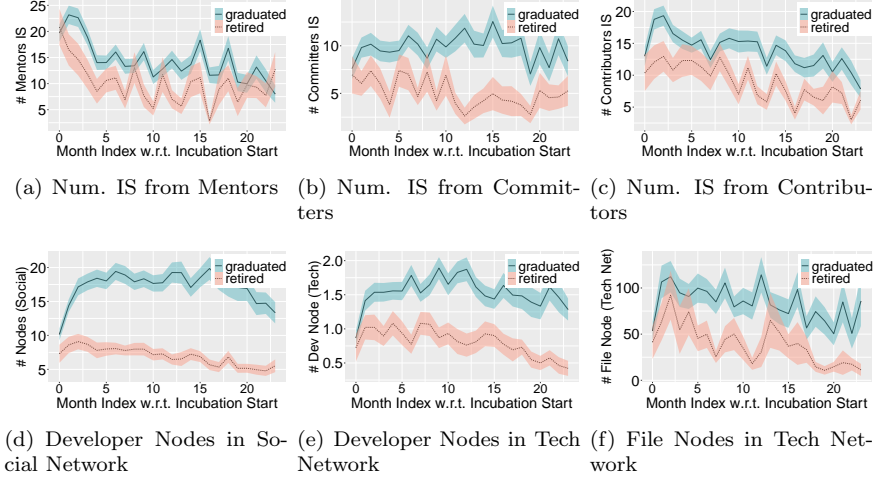 25
20
15
10
5
# Mentors IS
graduated
retired
0 5 10 15 20
Month Index w.r.t. Incubation Start
(a) Num. IS from Mentors
10
5
# Committers IS
graduated
retired
0 5 10 15 20
Month Index w.r.t. Incubation Start
(b) Num. IS from Commit-
ters
20
15
10
5
# Contributors IS
graduated
retired
0 5 10 15 20
Month Index w.r.t. Incubation Start
(c) Num. IS from Contribu-
tors
20
15
10
5
# Nodes (Social)
graduated
retired
0 5 10 15 20
Month Index w.r.t. Incubation Start
(d) Developer Nodes in So-
cial Network
2.0
1.5
1.0
0.5
# Dev Node (Tech)
graduated
retired
0 5 10 15 20
Month Index w.r.t. Incubation Start
(e) Developer Nodes in Tech
Network
100
50
0
# File Node (Tech Net)
graduated
retired
0 5 10 15 20
Month Index w.r.t. Incubation Start
(f) File Nodes in Tech Net-
work